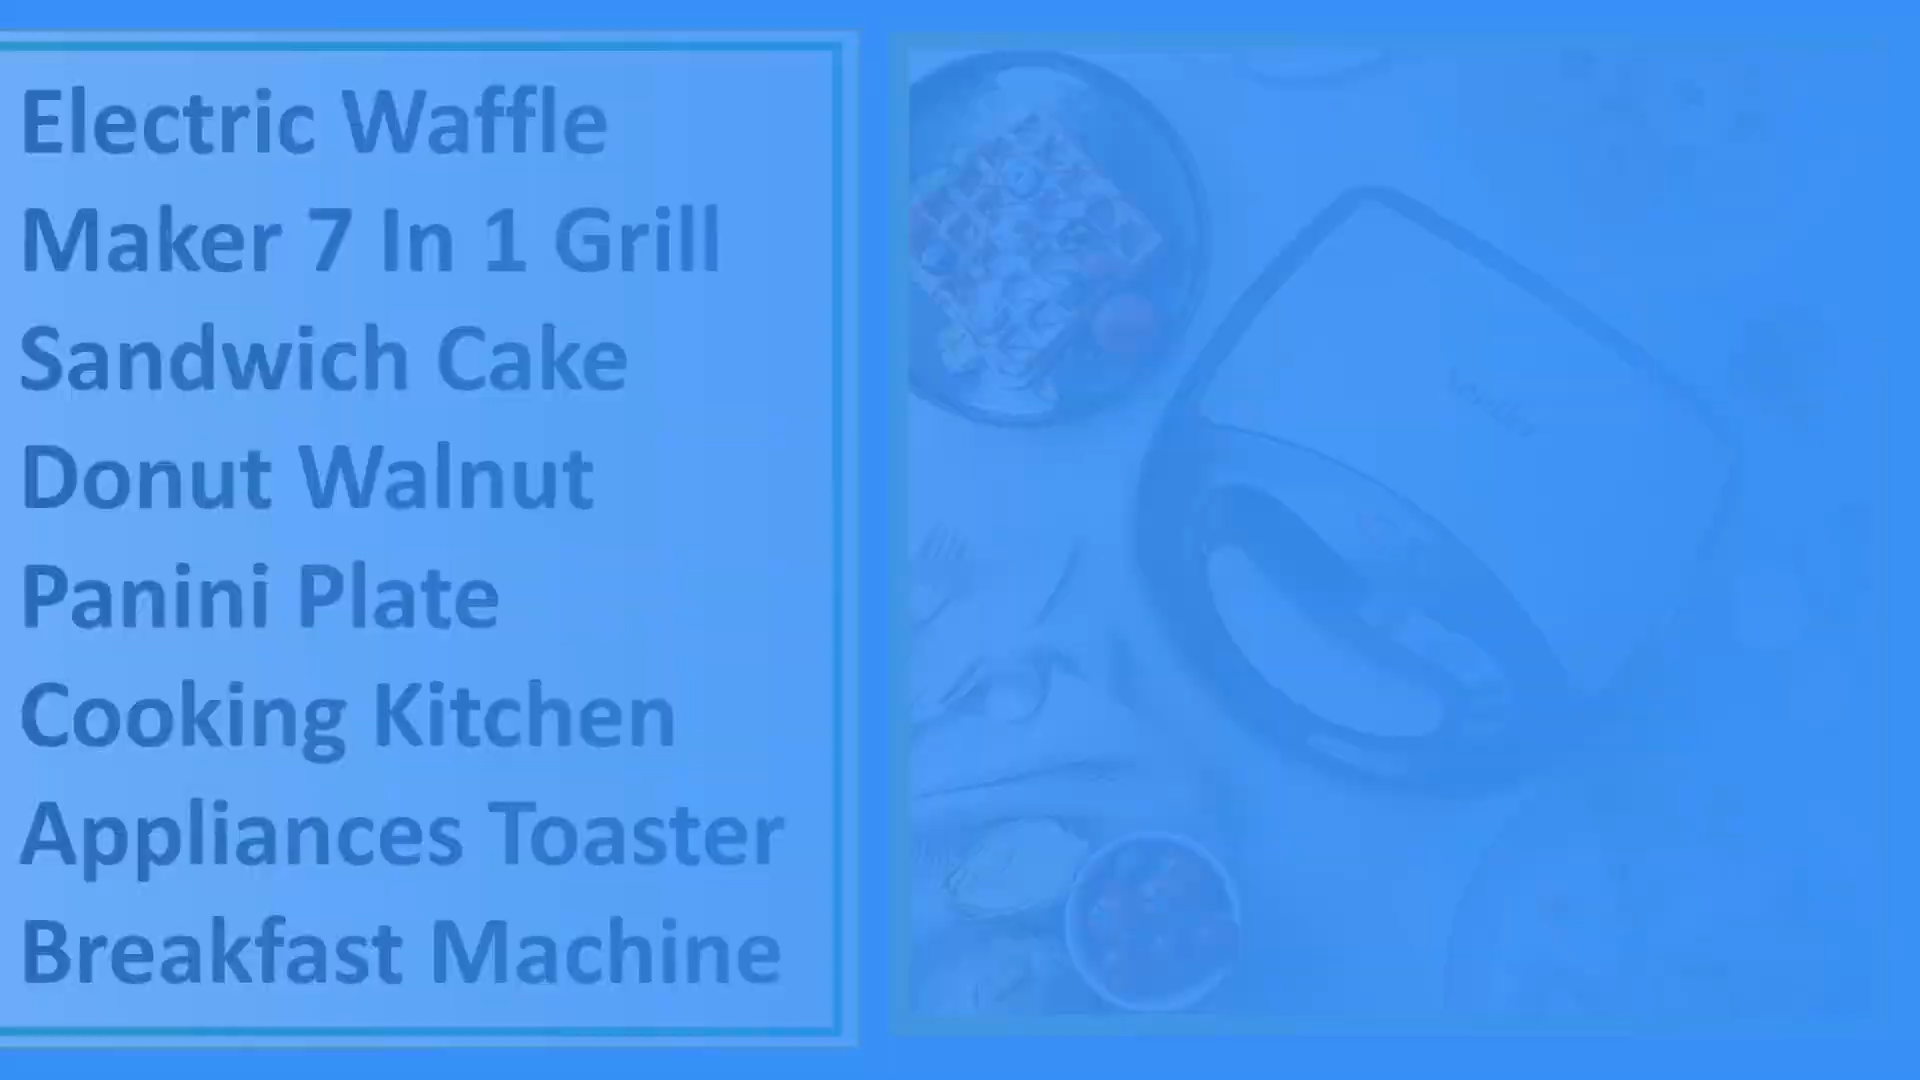 Electric Waffle
Maker 7 In 1 Grill
Sandwich Cake
Donut Walnut
Panini Plate
Cooking Kitchen
Appliances Toaster
Breakfast Machine